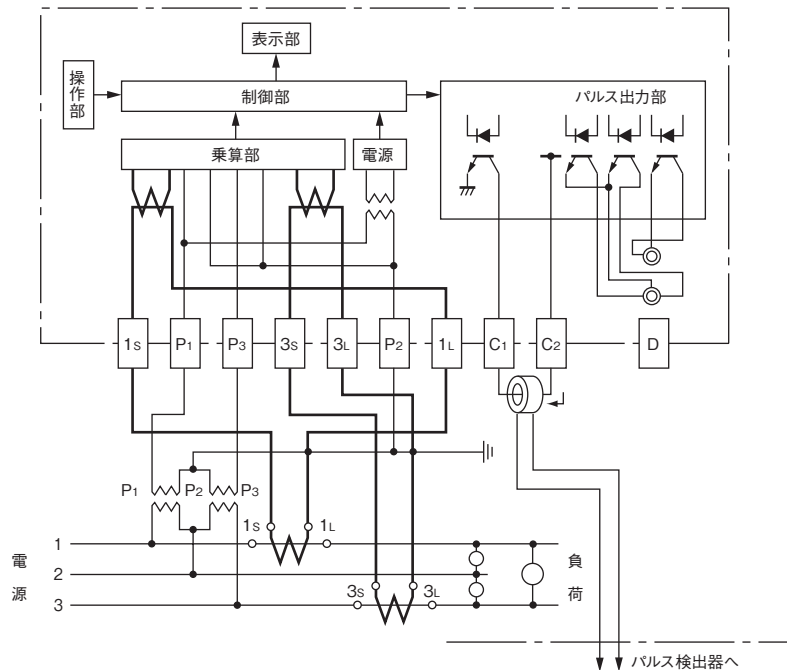 表示部
操作部
制御部
パルス出力部
乗算部
電源
1S P1 P3 3S 3L P2 1L C1 C2 D
P1 P2 P3
1S 1L
1
電源
2
負荷
3S 3L
3
パルス検出器へ